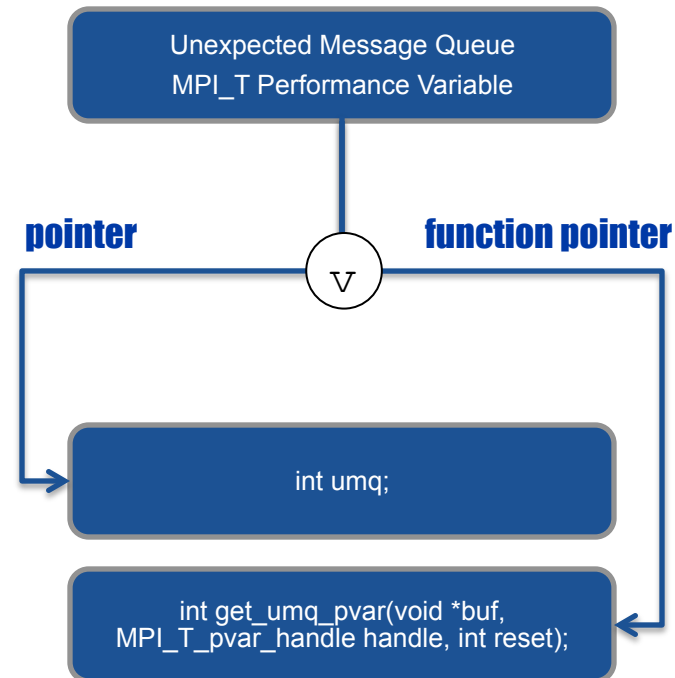 Unexpected Message Queue
MPI_T Performance Variable
pointer
function pointer
v
int umq;
int get_umq_pvar(void *buf,
MPI_T_pvar_handle handle, int reset);